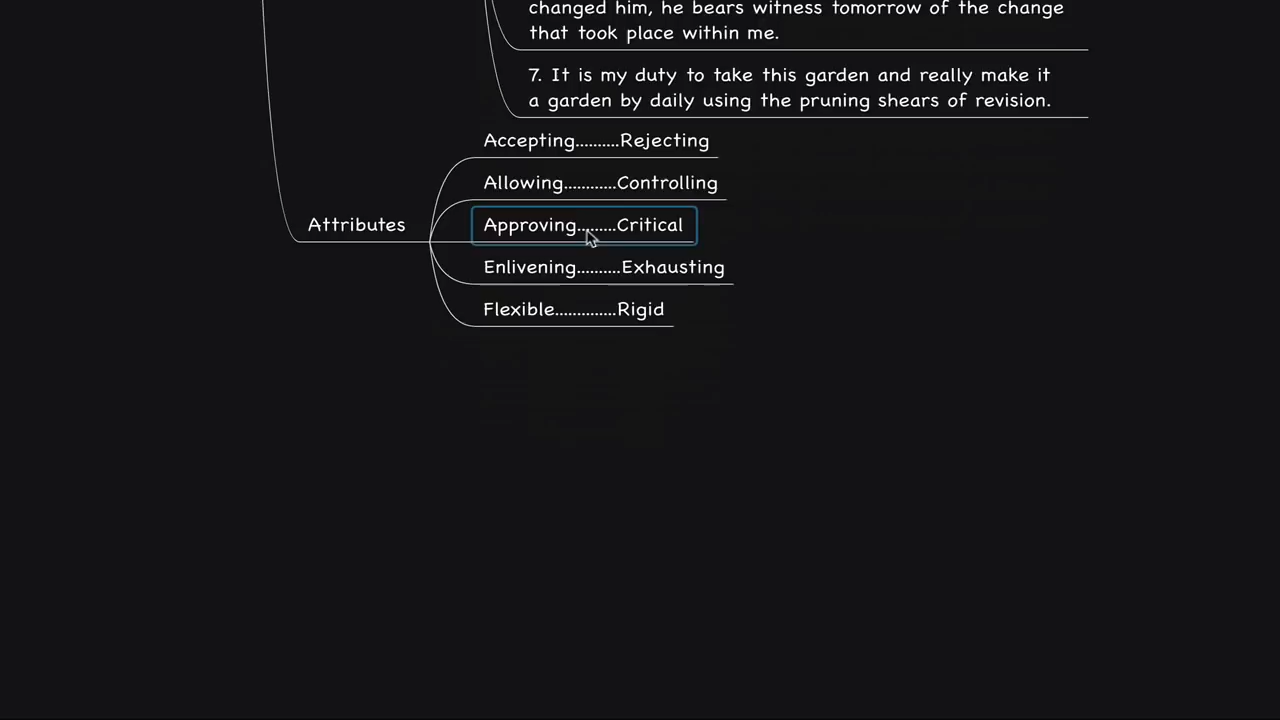 changed him, he bears witness tomorrow of the change
that took place within me.
7. It is my duty to take this garden and really make it
a garden by daily using the pruning shears of revision.
Attributes
Accepting..........Rejecting
Allowing............Controlling
Approving.........Critical
Enlivening..........Exhausting
Flexible..............Rigid